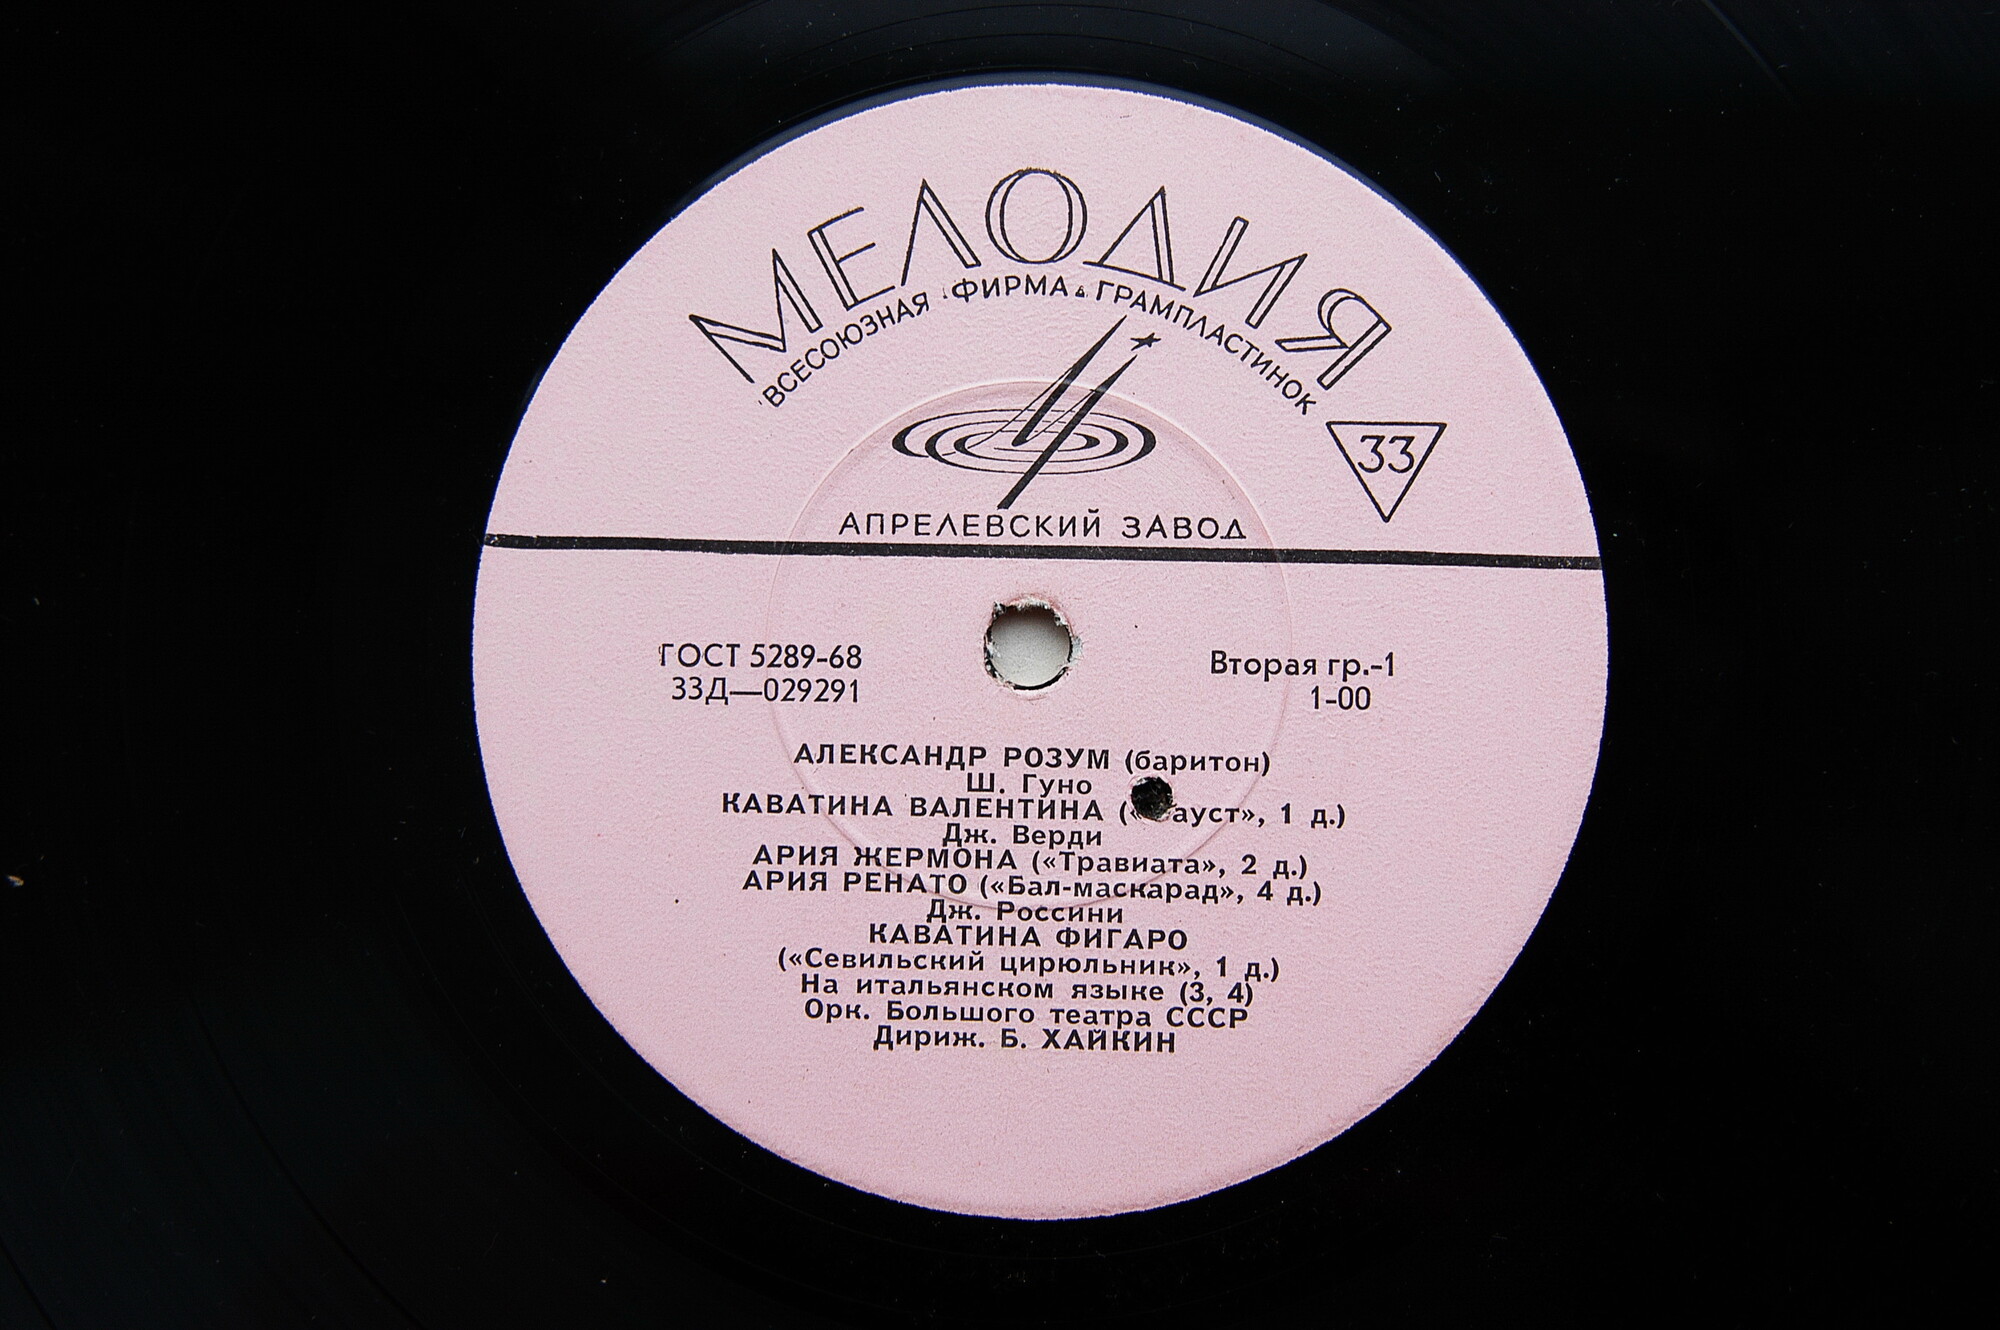 МЕЛОДИЯ
ВСЕСОЮЗНАЯ ФИРМА ГРАМПЛАСТИНОК
33
АПРЕЛЕВСКИЙ ЗАВОД
ГОСТ 5289-68
33Д—029291
Вторая гр.-1
1-00
АЛЕКСАНДР РОЗУМ (баритон)
Ш. Гуно
КАВАТИНА ВАЛЕНТИНА 1 д.)
Дж. Верди
АРИЯ ЖЕРМОНА («Травиата», 2 д.)
АРИЯ РЕНАТО («Бал-маскарад», 4 д.)
Дж. Россини
КАВАТИНА ФИГАРО
(«Севильский цирюльник», 1 д.)
На итальянском языке (3, 4)
Орк. Большого театра СССР
Дириж. Б. ХАЙКИН